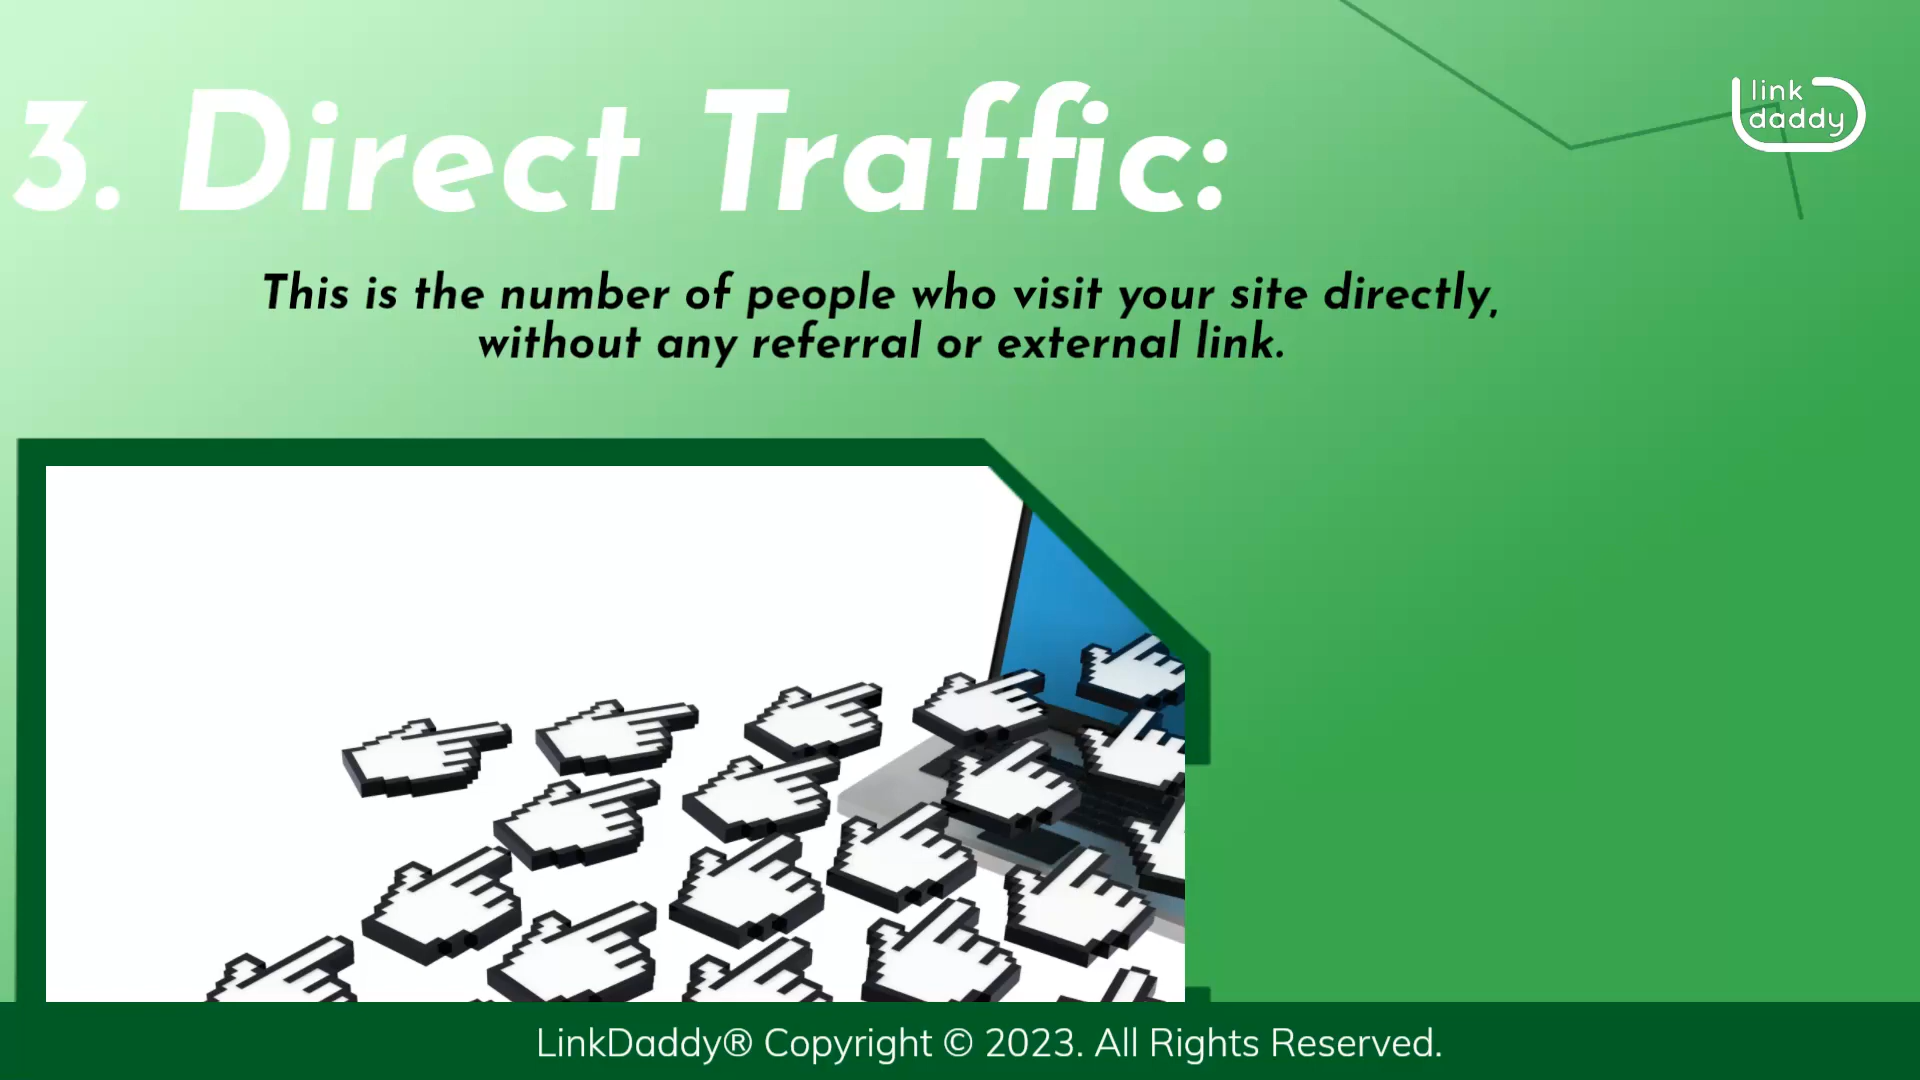 link
daddy
3. Direct Traffic:
This is the number of people who visit your site directly,
without any referral or external link.
LinkDaddy® Copyright © 2023. All Rights Reserved.